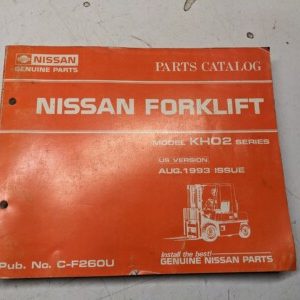 NISSAN
GENUINE PARTS
PARTS CATALOG
NISSAN FORKLIFT
MODEL KH02 SERIES
US VERSION
AUG.1993 ISSUE
Install the best!
GENUINE NISSAN PARTS
Pub. No. C-F260U